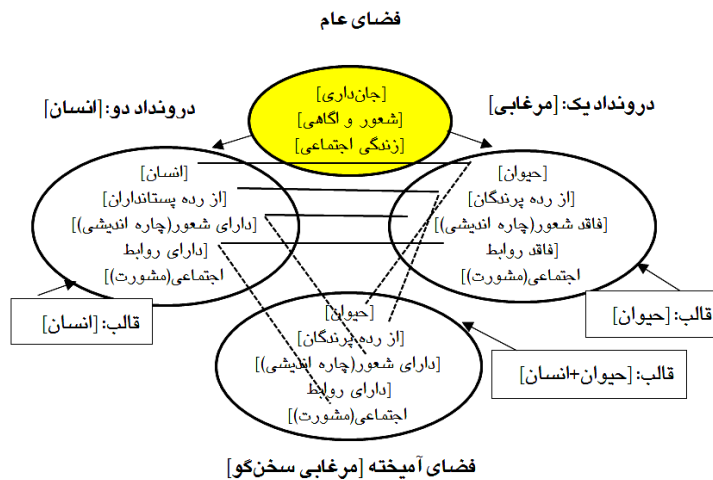 فضای عام
[جان‌داری]
[شعور و اگاهی]
[زندگی اجتماعی]
درونداد یک: [مرغابی]
درونداد دو: [انسان]
[حیوان]
[از رده پرندگان]
[فاقد شعور(چاره اندیشی)]
[فاقد روابط
اجتماعی(مشورت)]
[انسان]
[از رده پستانداران]
[دارای شعور(چاره اندیشی)]
[دارای روابط
اجتماعی(مشورت)]
قالب: [حیوان]
قالب: [انسان]
[حیوان]
[از رده پرندگان]
[دارای شعور(چاره اندیشی)]
[دارای روابط
اجتماعی(مشورت)]
قالب: [حیوان+انسان]
فضای آمیخته [مرغابی سخن‌گو]